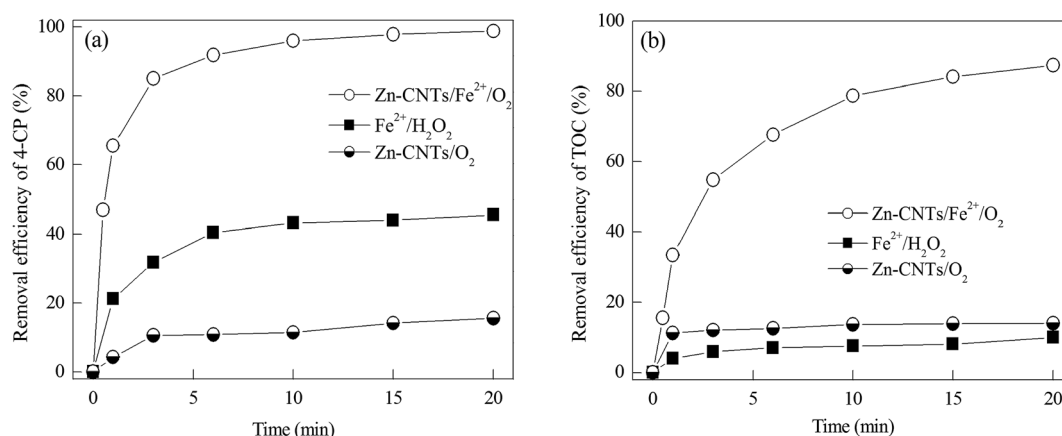 (a)
Removal efficiency of 4-CP (%)
100
80
60
40
20
0
Zn-CNTs/Fe²⁺/O₂
Fe²⁺/H₂O₂
Zn-CNTs/O₂
0 5 10 15 20
Time (min)
(b)
Removal efficiency of TOC (%)
100
80
60
40
20
0
Zn-CNTs/Fe²⁺/O₂
Fe²⁺/H₂O₂
Zn-CNTs/O₂
0 5 10 15 20
Time (min)